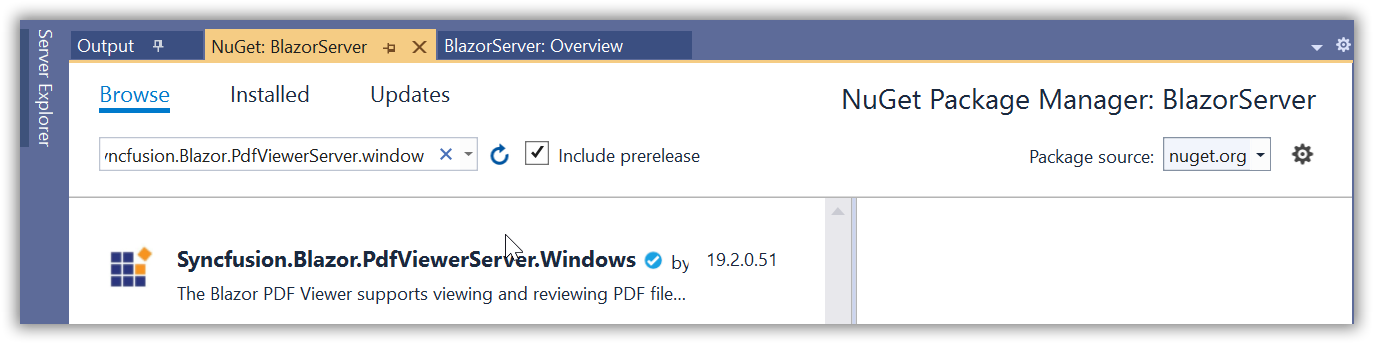 Server Explorer
Output
NuGet: BlazorServer
BlazorServer: Overview
Browse Installed Updates
NuGet Package Manager: BlazorServer
yncfusion.Blazor.PdfViewerServer.window
Include prerelease
Package source: nuget.org
Syncfusion.Blazor.PdfViewerServer.Windows by 19.2.0.51
The Blazor PDF Viewer supports viewing and reviewing PDF file...